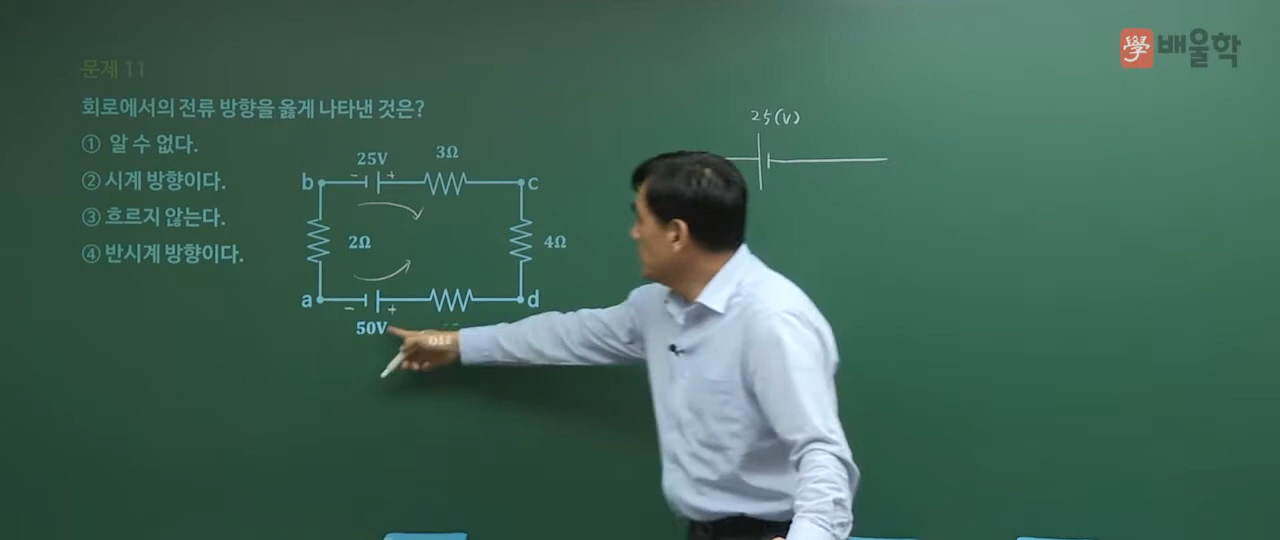 學 배울학
문제 11
회로에서의 전류 방향을 옳게 나타낸 것은?
① 알 수 없다.
② 시계 방향이다.
③ 흐르지 않는다.
④ 반시계 방향이다.
25V
3Ω
b
- +
c
2Ω
4Ω
a
- +
d
50V
25(V)